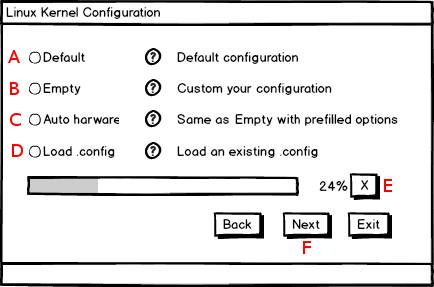 Linux Kernel Configuration
A Default ? Default configuration
B Empty ? Custom your configuration
C Auto harware ? Same as Empty with prefilled options
D Load .config ? Load an existing .config
24% X E
Back Next Exit
F